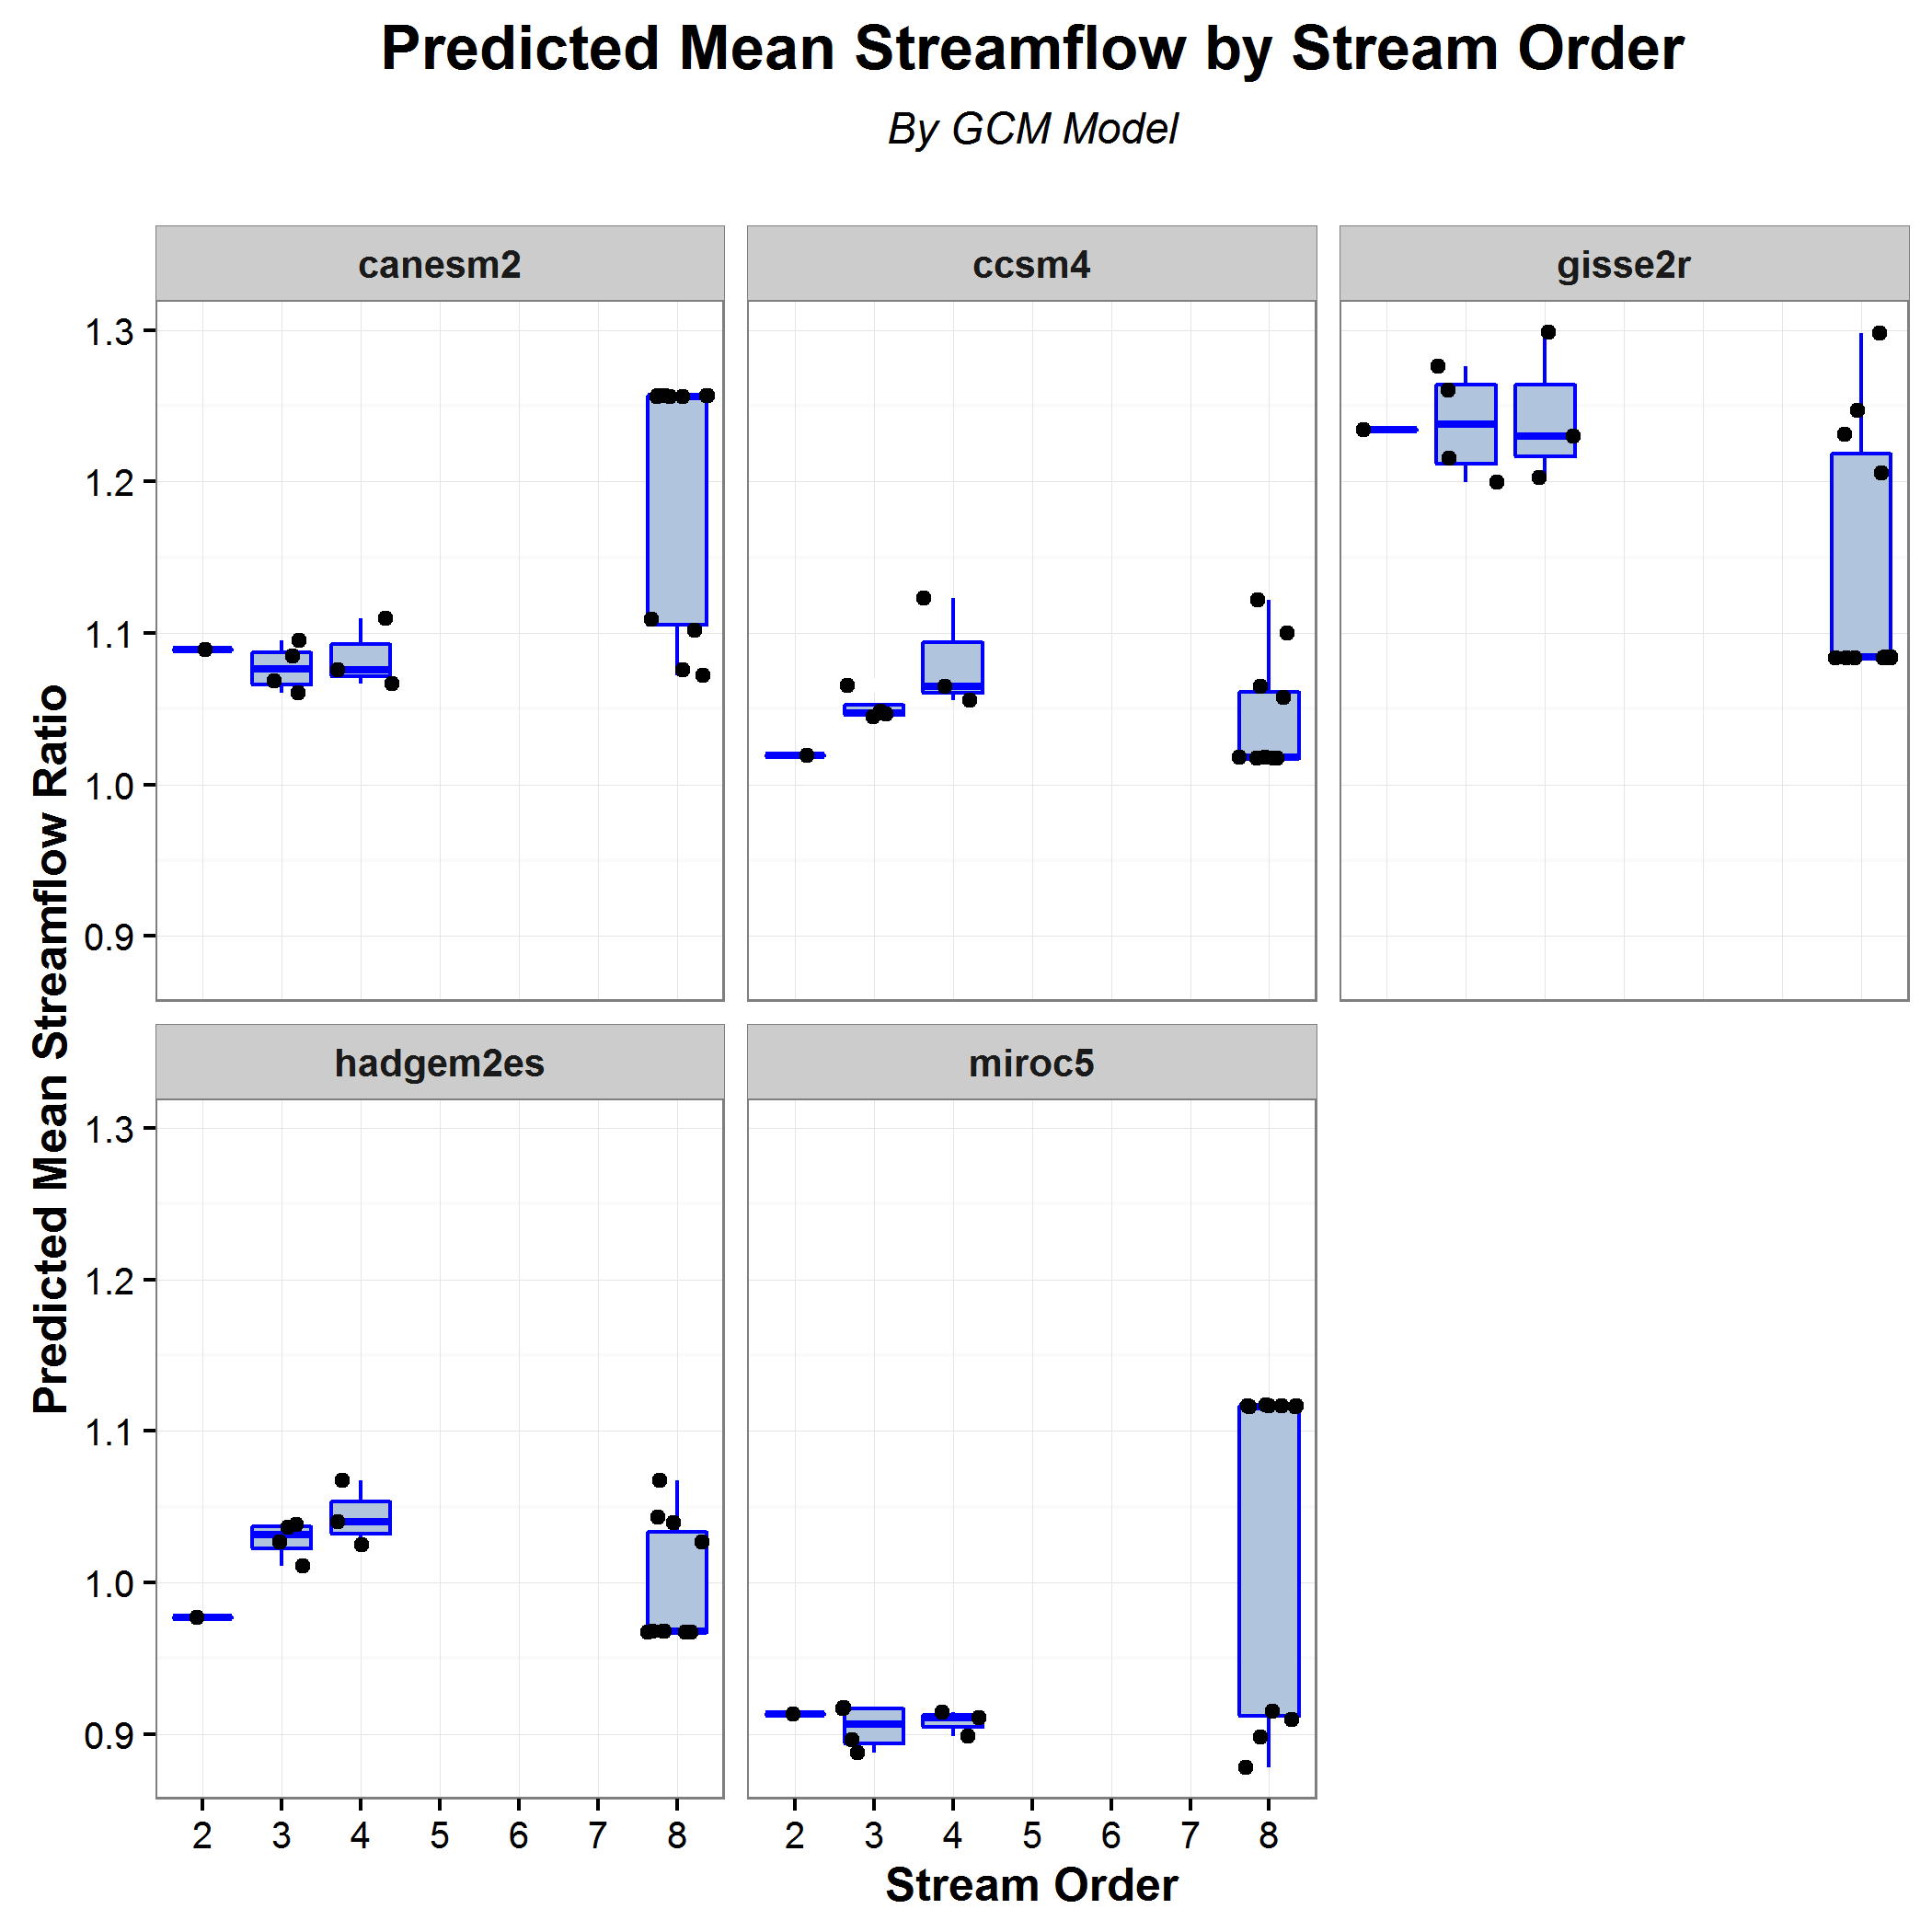 Predicted Mean Streamflow by Stream Order
By GCM Model
canesm2
ccsm4
gisse2r
1.3
1.2
1.1
1.0
0.9
Predicted Mean Streamflow Ratio
hadgem2es
miroc5
1.3
1.2
1.1
1.0
0.9
2 3 4 5 6 7 8
2 3 4 5 6 7 8
Stream Order